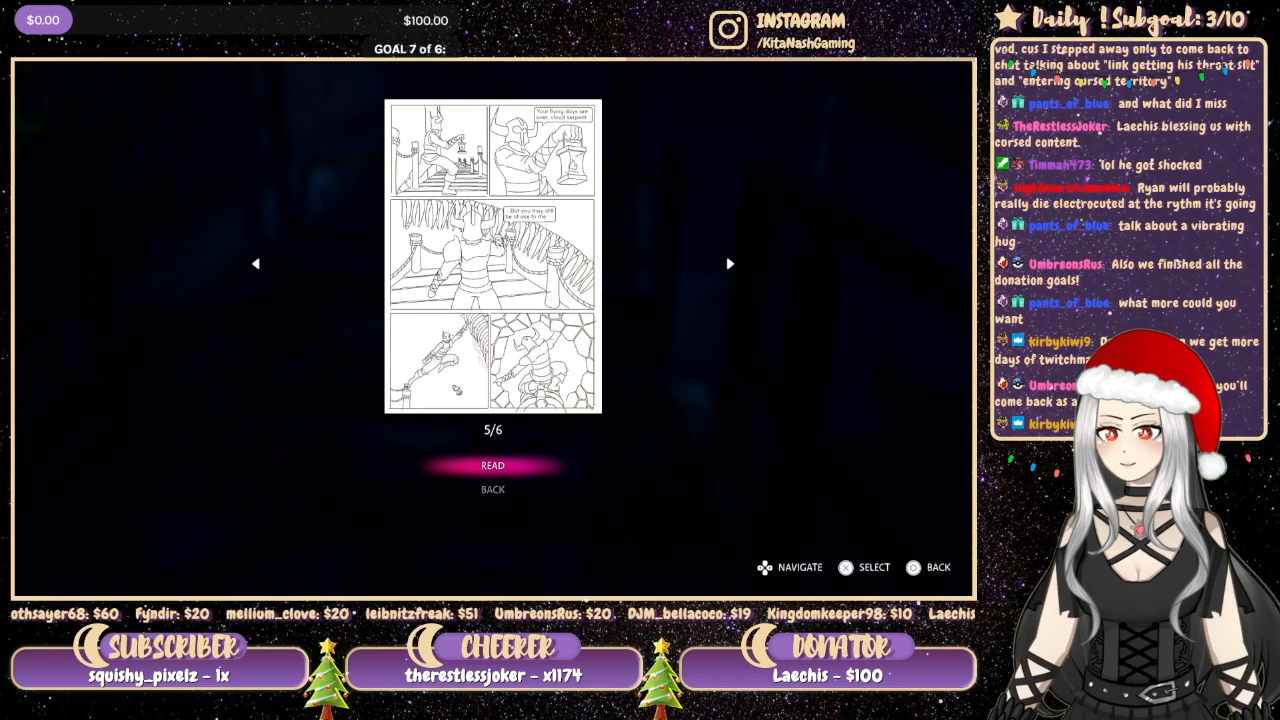 $0.00
$100.00
GOAL 7 of 6:
INSTAGRAM
/KitaNashGaming
Daily !Subgoal: 3/10
vod, cus I stepped away only to come back to
chat talking about "link getting his throat slit"
and "entering cursed territory"
pants_of_blue: and what did I miss
TheRestlessJoker: Laechis blessing us with
corsed content.
Timmah473: lol he got shocked
Ryan will probably
really die electrocuted at the rythm it's going
pants_of_blue: talk about a vibrating
hug
UmbreonsRus: Also we finished all the
donation goals!
pants_of_blue: what more could you
want
kirbykiwi9: we get more
days of twitchma
Umbreon you'll
come back as a
kirbykiw
Your flying days are
over, cloud serpent
...But you may still
be of use to me
5/6
READ
BACK
NAVIGATE
SELECT
BACK
othsayer68: $60 Fyndir: $20 mellium_clove: $20 leibnitzfreak: $51 UmbreonsRus: $20 DJM_bellacoco: $19 Kingdomkeeper98: $10 Laechis
SUBSCRIBER
squishy_pixelz - 1x
CHEERER
therestlessjoker - x1174
DONATOR
Laechis - $100